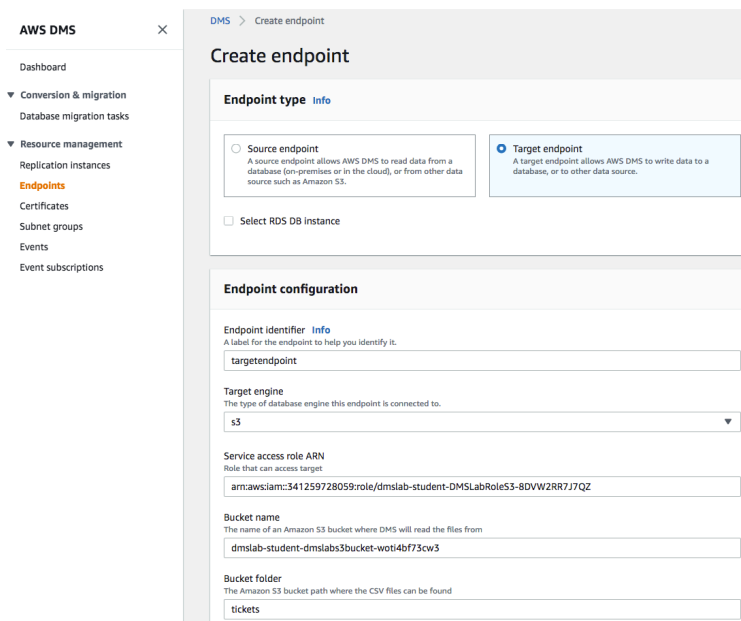 AWS DMS
Dashboard
Conversion & migration
Database migration tasks
Resource management
Replication instances
Endpoints
Certificates
Subnet groups
Events
Event subscriptions
DMS > Create endpoint
Create endpoint
Endpoint type Info
Source endpoint
A source endpoint allows AWS DMS to read data from a
database (on-premises or in the cloud), or from other data
source such as Amazon S3.
Target endpoint
A target endpoint allows AWS DMS to write data to a
database, or to other data source.
Select RDS DB instance
Endpoint configuration
Endpoint identifier Info
A label for the endpoint to help you identify it.
targetendpoint
Target engine
The type of database engine this endpoint is connected to.
s3
Service access role ARN
Role that can access target
arn:aws:iam::341259728059:role/dmslab-student-DMSLabRoleS3-8DVW2RR7J7QZ
Bucket name
The name of an Amazon S3 bucket where DMS will read the files from
dmslab-student-dmslabs3bucket-woti4bf73cw3
Bucket folder
The Amazon S3 bucket path where the CSV files can be found
tickets